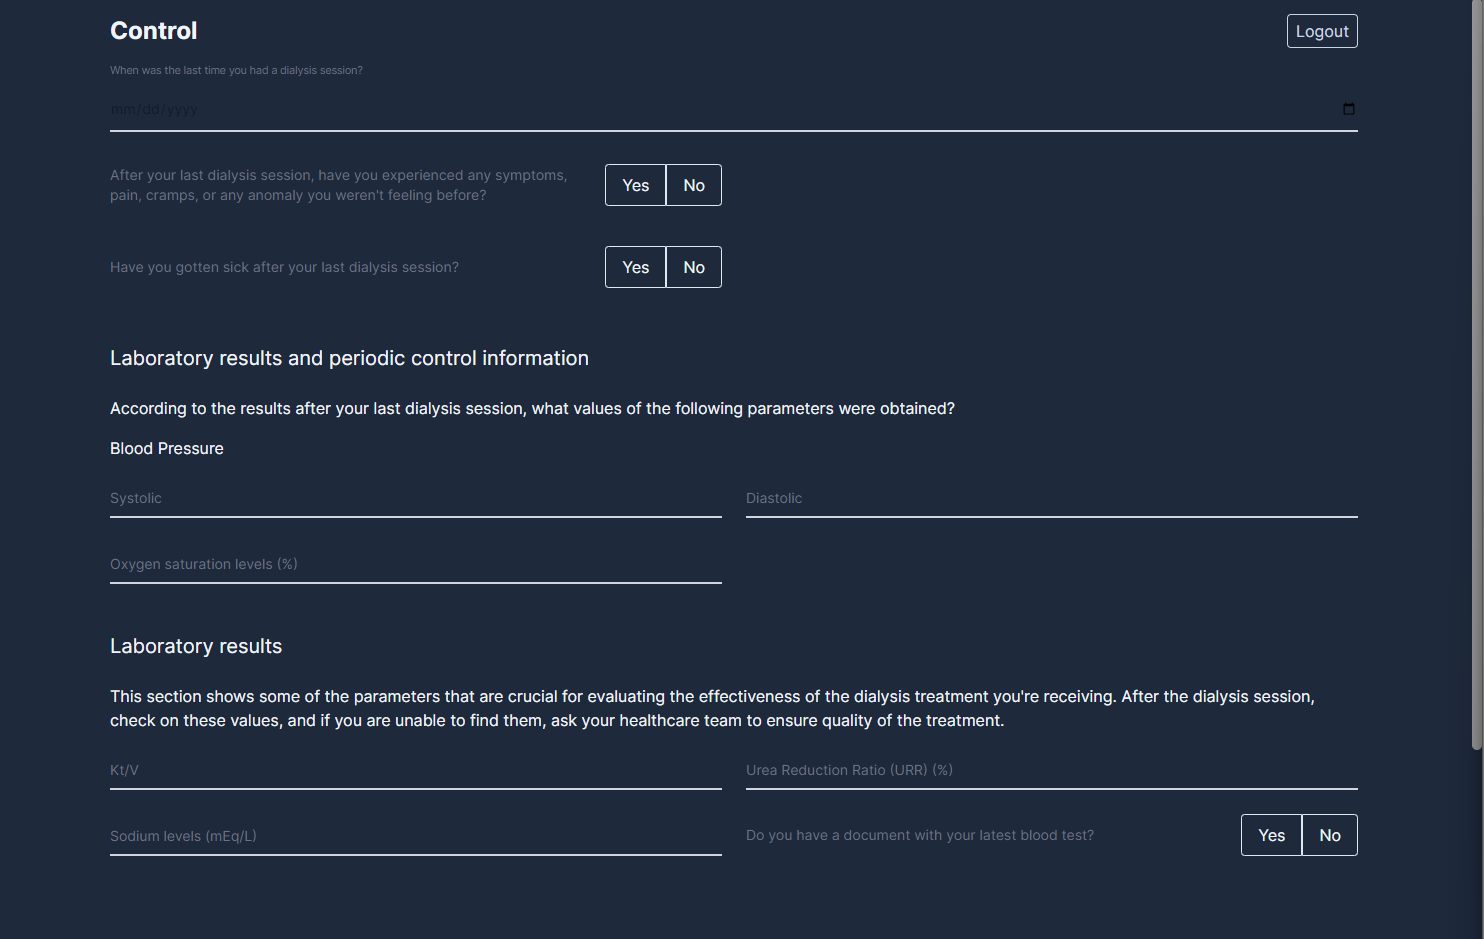 Control
Logout
When was the last time you had a dialysis session?
mm/dd/yyyy
After your last dialysis session, have you experienced any symptoms,
pain, cramps, or any anomaly you weren't feeling before?
Yes
No
Have you gotten sick after your last dialysis session?
Yes
No
Laboratory results and periodic control information
According to the results after your last dialysis session, what values of the following parameters were obtained?
Blood Pressure
Systolic
Diastolic
Oxygen saturation levels (%)
Laboratory results
This section shows some of the parameters that are crucial for evaluating the effectiveness of the dialysis treatment you're receiving. After the dialysis session,
check on these values, and if you are unable to find them, ask your healthcare team to ensure quality of the treatment.
Kt/V
Urea Reduction Ratio (URR) (%)
Sodium levels (mEq/L)
Do you have a document with your latest blood test?
Yes
No